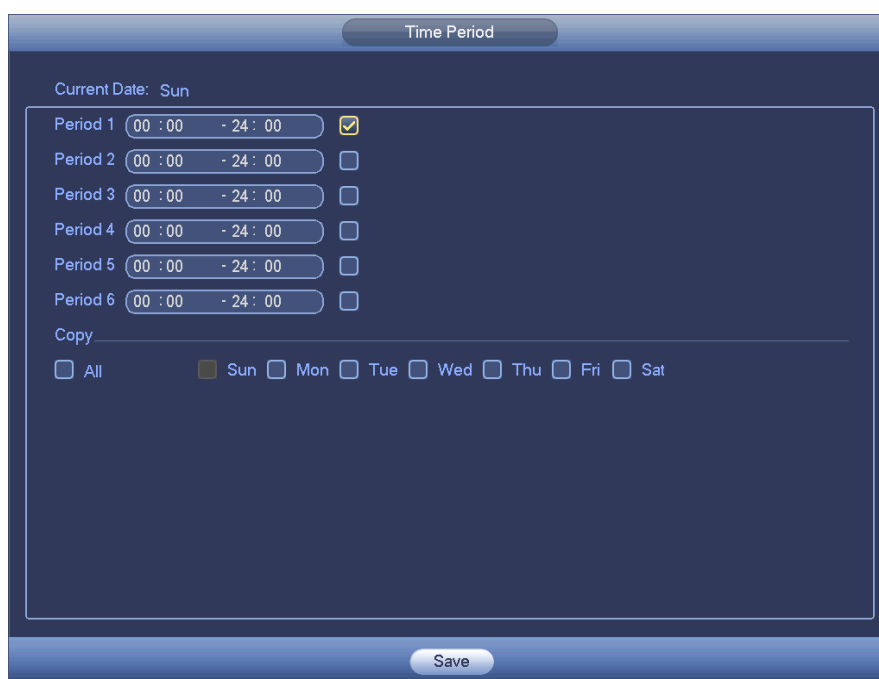 Time Period
Current Date: Sun
Period 1 00 :00 - 24 : 00
Period 2 00 :00 - 24 : 00
Period 3 00 :00 - 24 : 00
Period 4 00 :00 - 24 : 00
Period 5 00 :00 - 24 : 00
Period 6 00 :00 - 24 : 00
Copy
All Sun Mon Tue Wed Thu Fri Sat
Save